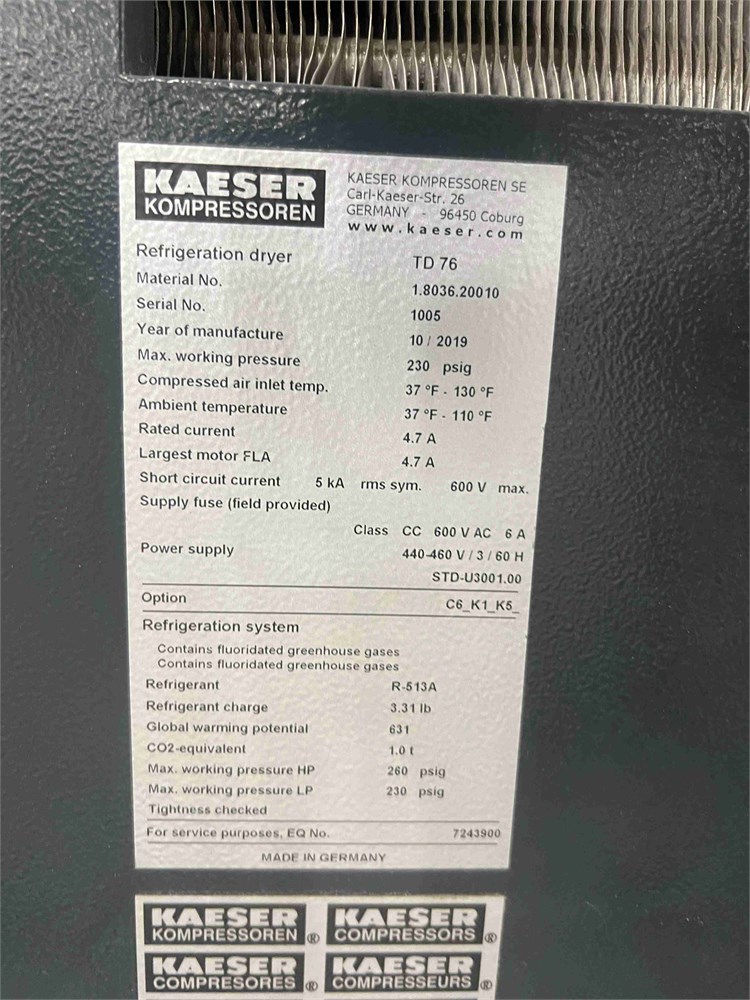 KAESER
KOMPRESSOREN
KAESER KOMPRESSOREN SE
Carl-Kaeser-Str. 26
GERMANY - 96450 Coburg
www.kaeser.com
Refrigeration dryer TD 76
Material No. 1.8036.20010
Serial No. 1005
Year of manufacture 10 / 2019
Max. working pressure 230 psig
Compressed air inlet temp. 37 °F - 130 °F
Ambient temperature 37 °F - 110 °F
Rated current 4.7 A
Largest motor FLA 4.7 A
Short circuit current 5 kA rms sym. 600 V max.
Supply fuse (field provided)
Class CC 600 V AC 6 A
Power supply 440-460 V / 3 / 60 H
STD-U3001.00
Option C6_K1_K5_
Refrigeration system
Contains fluoridated greenhouse gases
Contains fluoridated greenhouse gases
Refrigerant R-513A
Refrigerant charge 3.31 lb
Global warming potential 631
CO2-equivalent 1.0 t
Max. working pressure HP 260 psig
Max. working pressure LP 230 psig
Tightness checked
For service purposes, EQ No. 7243900
MADE IN GERMANY
KAESER KAESER
KOMPRESSOREN ® COMPRESSORS ®
KAESER KAESER
COMPRESORES ® COMPRESSEURS ®